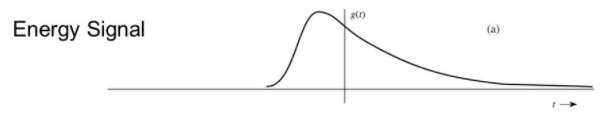 g(t)
Energy Signal
(a)
t →